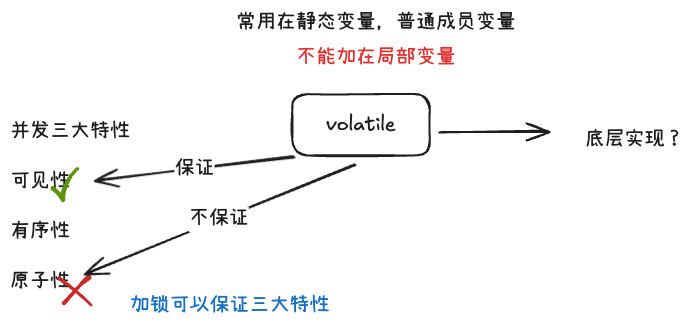 常用在静态变量，普通成员变量
不能加在局部变量
volatile
并发三大特性
底层实现？
可见性
保证
有序性
不保证
原子性
加锁可以保证三大特性